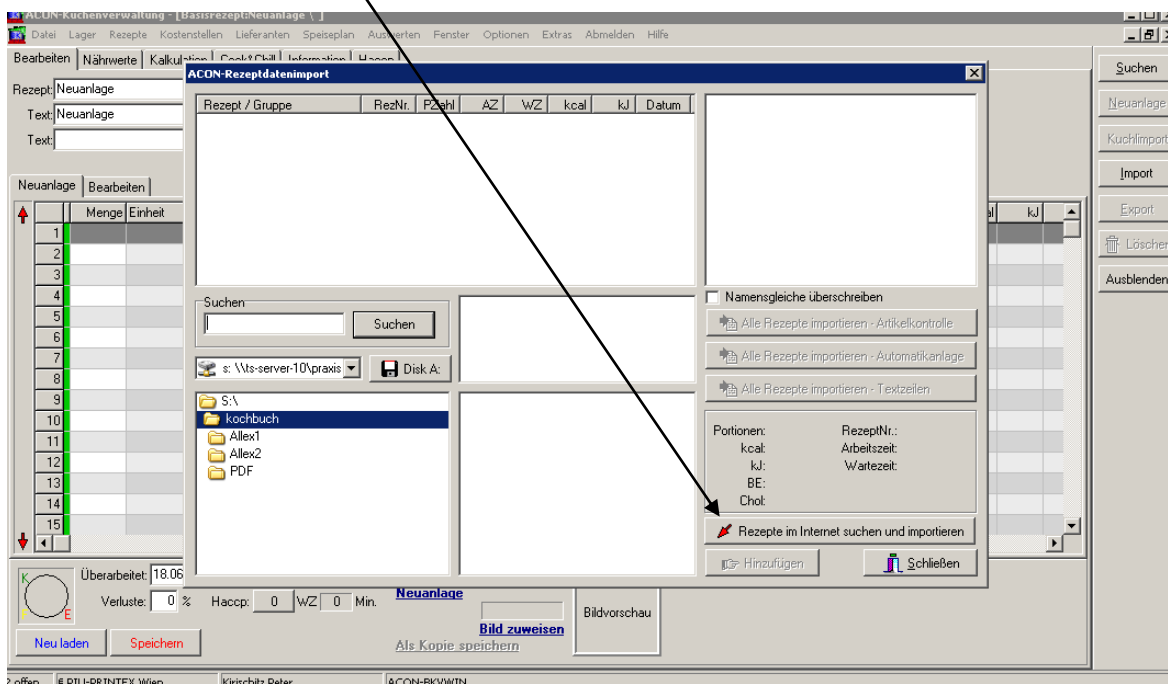 ACON-Küchenverwaltung - [Basisrezept:Neuanlage \ ]
Datei Lager Rezepte Kostenstellen Lieferanten Speiseplan Auswerten Fenster Optionen Extras Abmelden Hilfe
Bearbeiten Nährwerte Kalkulation Cook&Chill Information Haccp
Rezept: Neuanlage
Text: Neuanlage
Text:
Neuanlage Bearbeiten
Menge Einheit kJ
1
2
3
4
5
6
7
8
9
10
11
12
13
14
15
ACON-Rezeptdatenimport
Rezept / Gruppe RezNr. PZahl AZ WZ kcal kJ Datum
Suchen
Suchen
s: \\ts-server-10\praxis Disk A:
S:\
kochbuch
Allex1
Allex2
PDF
Namensgleiche überschreiben
Alle Rezepte importieren - Artikelkontrolle
Alle Rezepte importieren - Automatikanlage
Alle Rezepte importieren - Textzeilen
Portionen: RezeptNr.:
kcal: Arbeitszeit:
kJ: Wartezeit:
BE:
Chol:
Rezepte im Internet suchen und importieren
Hinzufügen Schließen
Suchen
Neuanlage
Kuchlimport
Import
Export
Löschen
Ausblenden
K
F E
Überarbeitet: 18.06
Verluste: 0 % Haccp: 0 WZ 0 Min.
Neuanlage
Bild zuweisen
Als Kopie speichern
Bildvorschau
Neu laden Speichern
offen PILI-PRINTEX Wien Kirischitz Peter ACON-BKVWIN